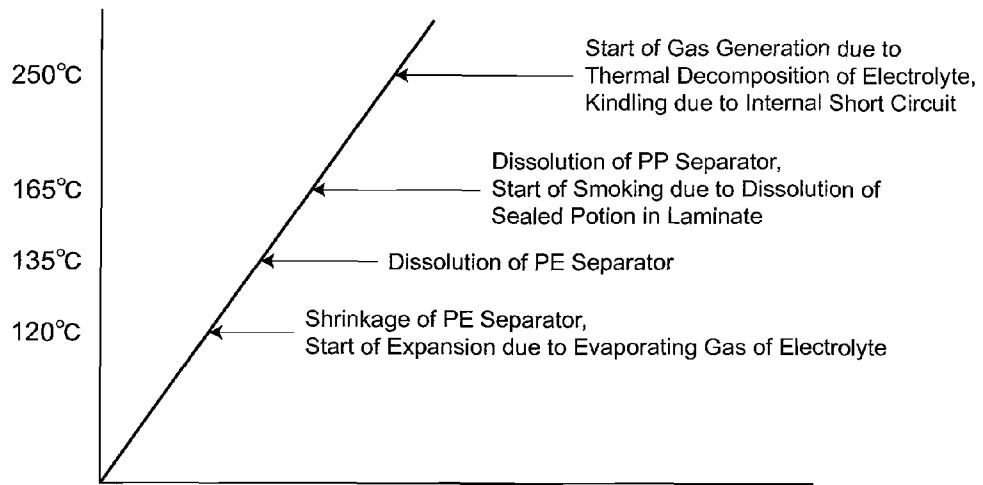 250℃
Start of Gas Generation due to
Thermal Decomposition of Electrolyte,
Kindling due to Internal Short Circuit
165℃
Dissolution of PP Separator,
Start of Smoking due to Dissolution of
Sealed Potion in Laminate
135℃
Dissolution of PE Separator
120℃
Shrinkage of PE Separator,
Start of Expansion due to Evaporating Gas of Electrolyte